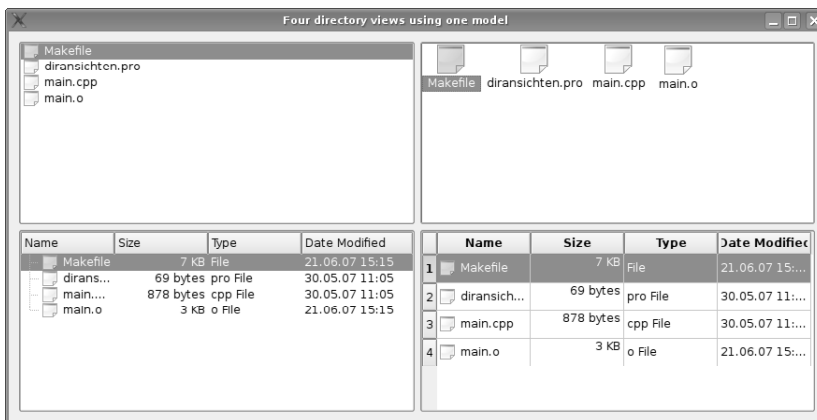 Four directory views using one model
Makefile
diransichten.pro
main.cpp
main.o
Makefile diransichten.pro main.cpp main.o
Name Size Type Date Modified
Makefile 7 KB File 21.06.07 15:15
dirans... 69 bytes pro File 30.05.07 11:05
main.... 878 bytes cpp File 30.05.07 11:05
main.o 3 KB o File 21.06.07 15:15
Name Size Type Date Modified
1 Makefile 7 KB File 21.06.07 15:...
2 diransich... 69 bytes pro File 30.05.07 11:...
3 main.cpp 878 bytes cpp File 30.05.07 11:...
4 main.o 3 KB o File 21.06.07 15:...